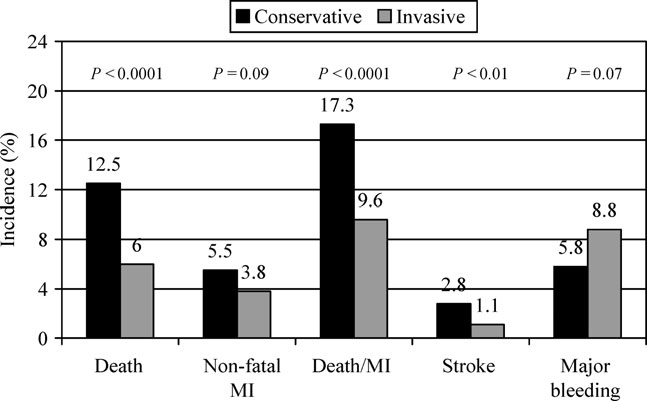 Conservative Invasive
24
20
16
12
8
4
0
Incidence (%)
P < 0.0001 P = 0.09 P < 0.0001 P < 0.01 P = 0.07
12.5 6 5.5 3.8 17.3 9.6 2.8 1.1 5.8 8.8
Death Non-fatal Death/MI Stroke Major
MI bleeding